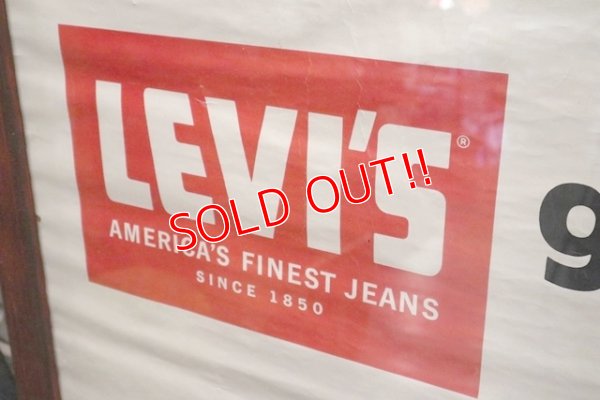 LEVI'S®
SOLD OUT!!
AMERICA'S FINEST JEANS
SINCE 1850
9